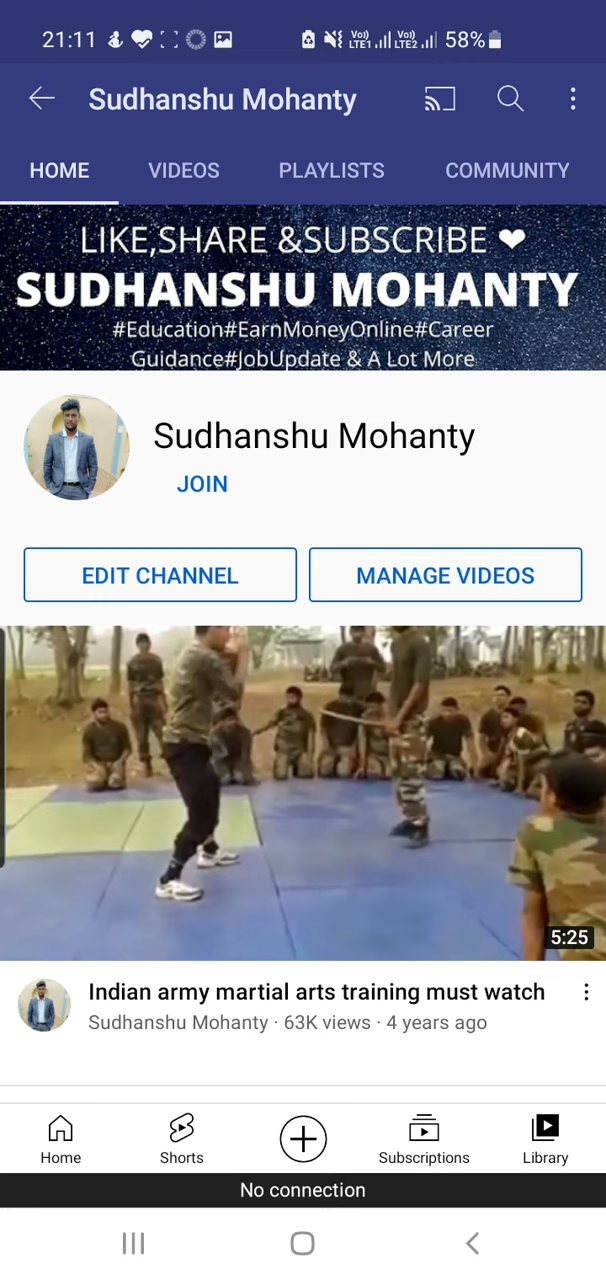 21:11 Vo)) LTE1 Vo)) LTE2 58%
Sudhanshu Mohanty
HOME VIDEOS PLAYLISTS COMMUNITY
LIKE,SHARE &SUBSCRIBE ❤
SUDHANSHU MOHANTY
#Education#EarnMoneyOnline#Career
Guidance#JobUpdate & A Lot More
Sudhanshu Mohanty
JOIN
EDIT CHANNEL MANAGE VIDEOS
5:25
Indian army martial arts training must watch
Sudhanshu Mohanty · 63K views · 4 years ago
Home Shorts Subscriptions Library
No connection